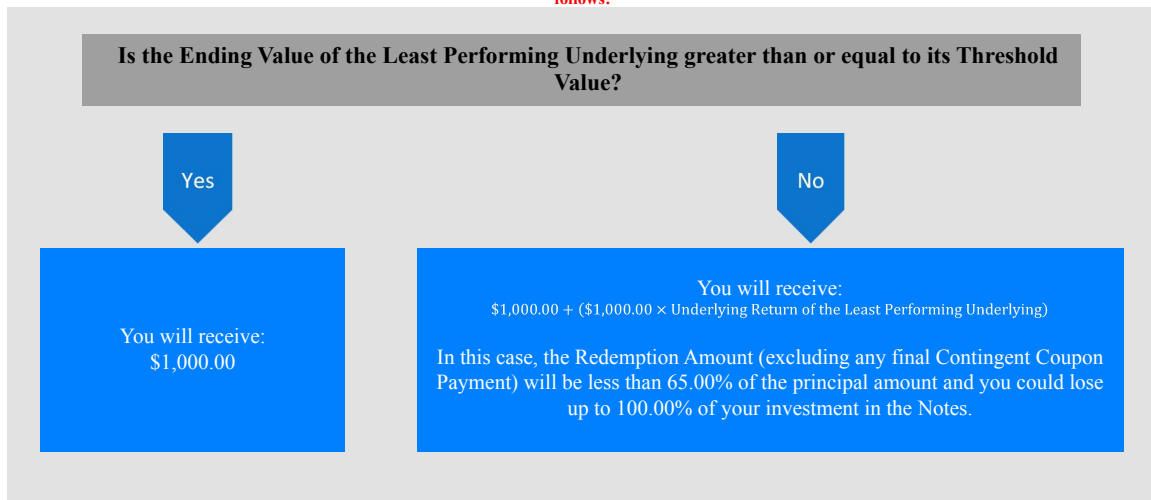 follows:
Is the Ending Value of the Least Performing Underlying greater than or equal to its Threshold
Value?
Yes
No
You will receive:
$1,000.00
You will receive:
$1,000.00 + ($1,000.00 × Underlying Return of the Least Performing Underlying)
In this case, the Redemption Amount (excluding any final Contingent Coupon
Payment) will be less than 65.00% of the principal amount and you could lose
up to 100.00% of your investment in the Notes.